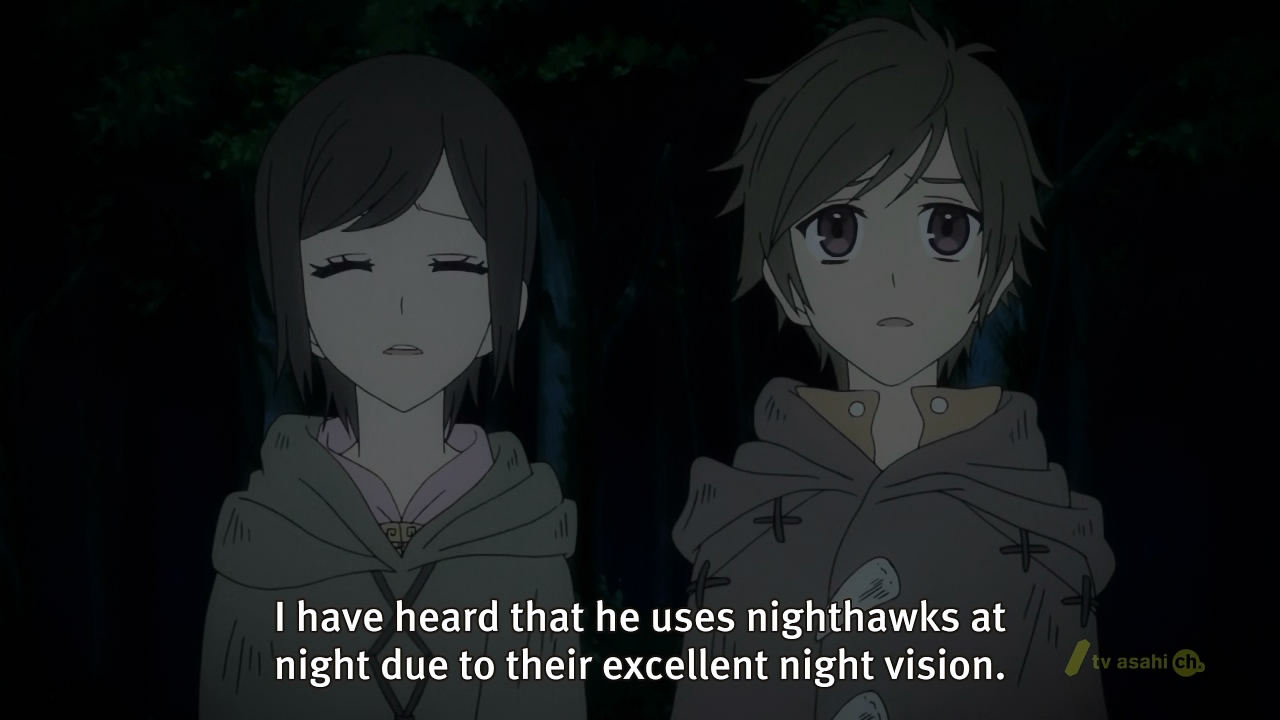 I have heard that he uses nighthawks at
night due to their excellent night vision.
tv asahi ch.